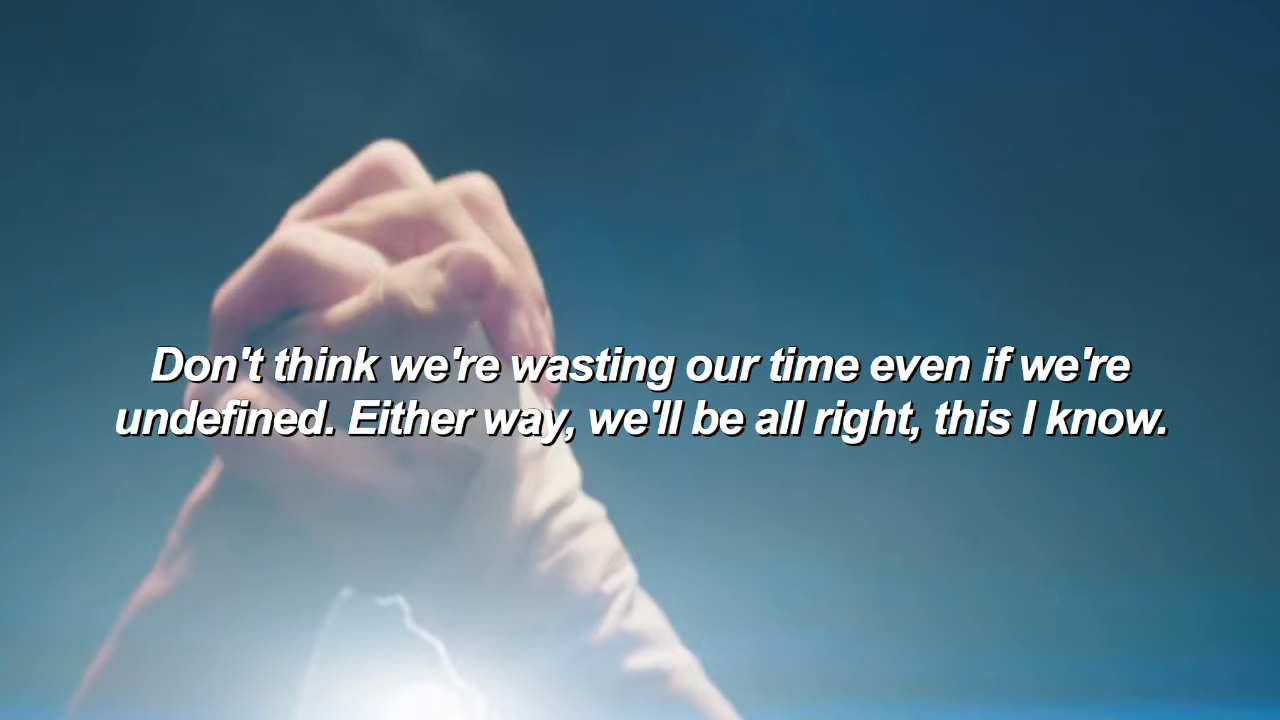 Don't think we're wasting our time even if we're
undefined. Either way, we'll be all right, this I know.